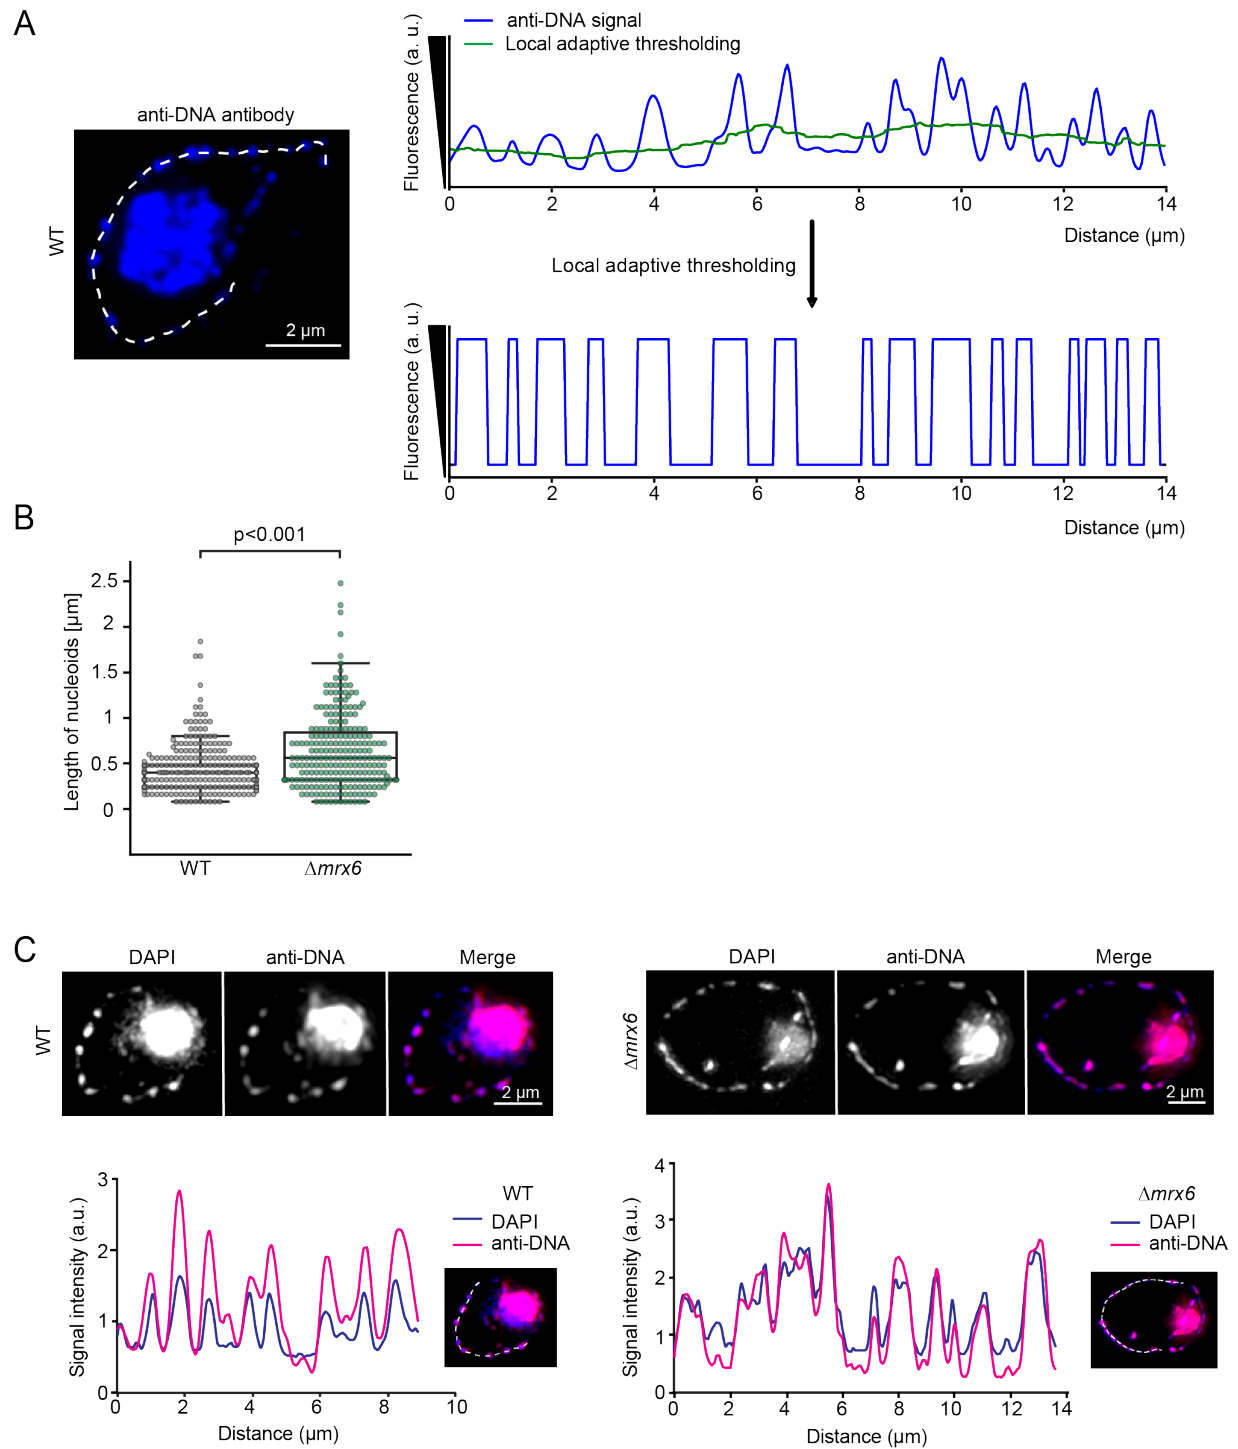 A
anti-DNA antibody
WT
2 µm
anti-DNA signal
Local adaptive thresholding
Fluorescence (a. u.)
0 2 4 6 8 10 12 14
Distance (µm)
Local adaptive thresholding
Fluorescence (a. u.)
0 2 4 6 8 10 12 14
Distance (µm)
B
p<0.001
Length of nucleoids [µm]
2.5
2
1.5
1
0.5
0
WT Δmrx6
C
DAPI anti-DNA Merge
WT
2 µm
DAPI anti-DNA Merge
Δmrx6
2 µm
Signal intensity (a.u.)
3
2
1
0
0 2 4 6 8 10
Distance (µm)
WT
DAPI
anti-DNA
Signal intensity (a.u.)
4
3
2
1
0
0 2 4 6 8 10 12 14
Distance (µm)
Δmrx6
DAPI
anti-DNA